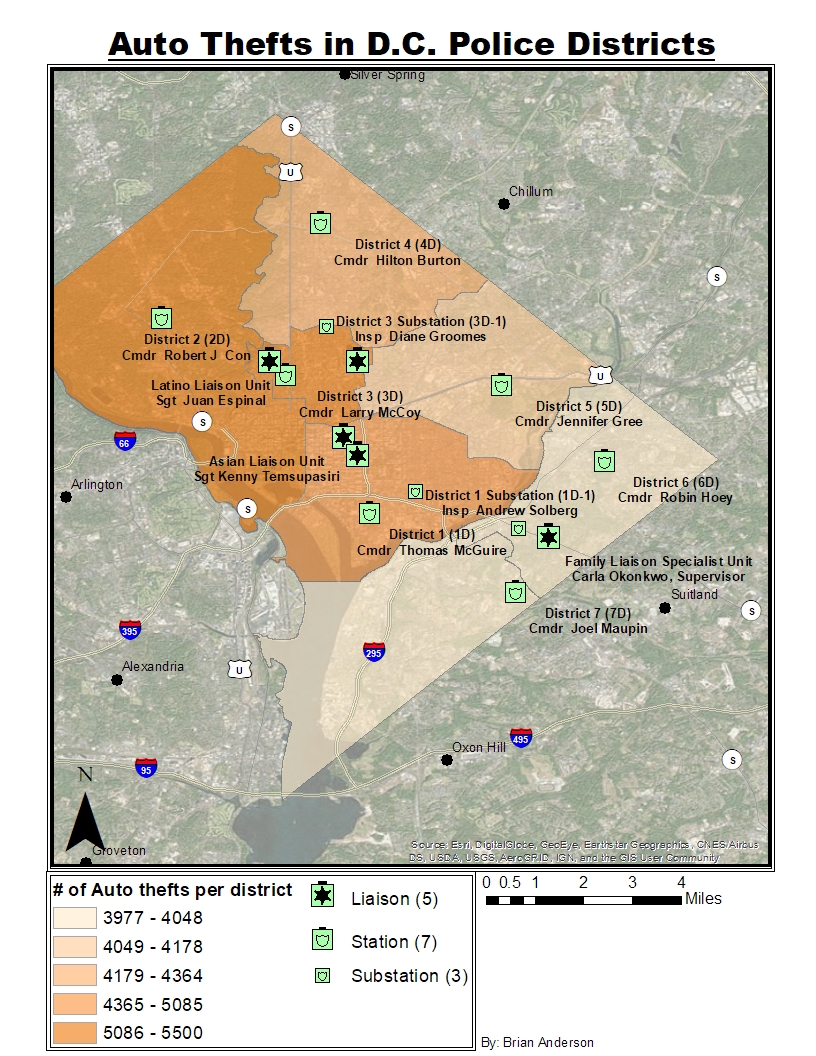 Auto Thefts in D.C. Police Districts
Silver Spring
S
U
Chillum
District 4 (4D)
Cmdr Hilton Burton
S
District 3 Substation (3D-1)
Insp Diane Groomes
District 2 (2D)
Cmdr Robert J Con
U
Latino Liaison Unit
Sgt Juan Espinal
District 3 (3D)
Cmdr Larry McCoy
District 5 (5D)
Cmdr Jennifer Gree
S
66
Asian Liaison Unit
Sgt Kenny Temsupasiri
Arlington
District 6 (6D)
Cmdr Robin Hoey
District 1 Substation (1D-1)
Insp Andrew Solberg
S
District 1 (1D)
Cmdr Thomas McGuire
Family Liaison Specialist Unit
Carla Okonkwo, Supervisor
Suitland
S
District 7 (7D)
Cmdr Joel Maupin
395
295
Alexandria
U
Oxon Hill
495
S
95
N
Groveton
Source: Esri, DigitalGlobe, GeoEye, Earthstar Geographics, CNES/Airbus
DS, USDA, USGS, AeroGRID, IGN, and the GIS User Community
# of Auto thefts per district
3977 - 4048
4049 - 4178
4179 - 4364
4365 - 5085
5086 - 5500
Liaison (5)
Station (7)
Substation (3)
0 0.5 1 2 3 4
Miles
By: Brian Anderson